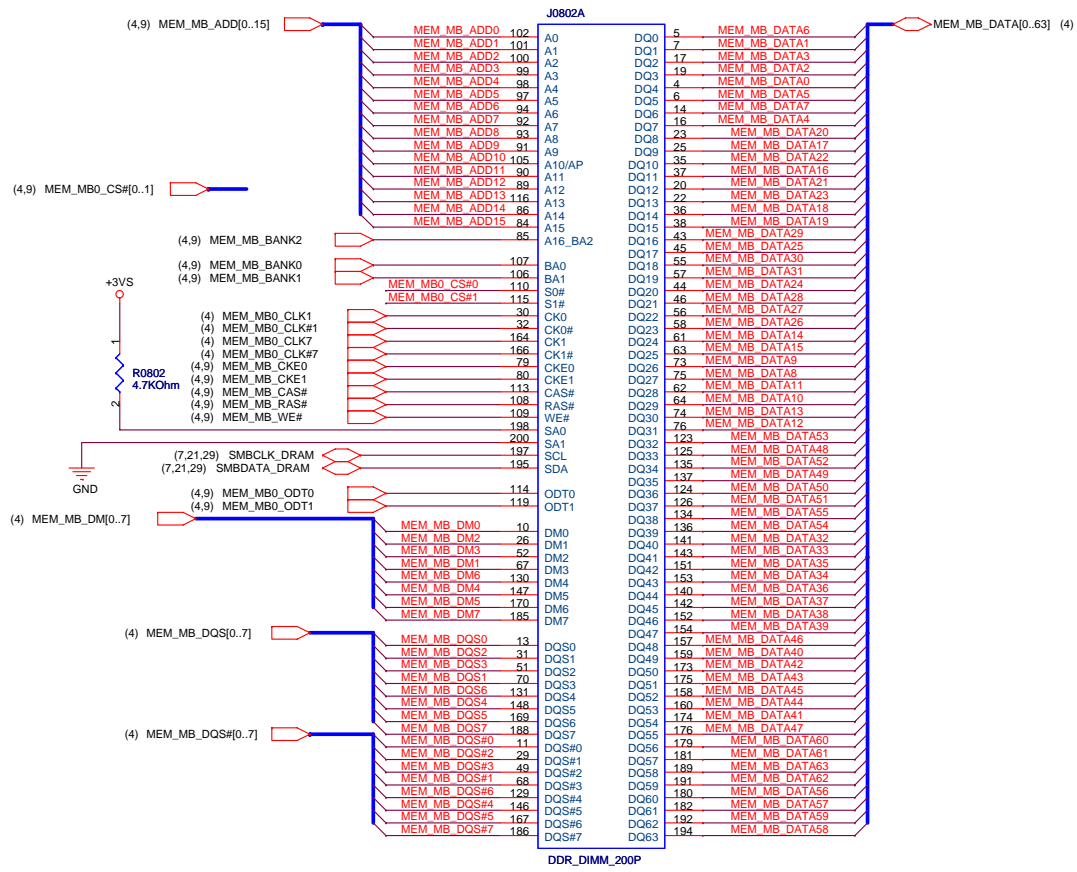 J0802A
(4,9) MEM_MB_ADD[0..15]
MEM_MB_DATA[0..63] (4)
MEM_MB_ADD0 102 A0 DQ0 5 MEM_MB_DATA6
MEM_MB_ADD1 101 A1 DQ1 7 MEM_MB_DATA1
MEM_MB_ADD2 100 A2 DQ2 17 MEM_MB_DATA3
MEM_MB_ADD3 99 A3 DQ3 19 MEM_MB_DATA2
MEM_MB_ADD4 98 A4 DQ4 4 MEM_MB_DATA0
MEM_MB_ADD5 97 A5 DQ5 6 MEM_MB_DATA5
MEM_MB_ADD6 94 A6 DQ6 14 MEM_MB_DATA7
MEM_MB_ADD7 92 A7 DQ7 16 MEM_MB_DATA4
MEM_MB_ADD8 93 A8 DQ8 23 MEM_MB_DATA20
MEM_MB_ADD9 91 A9 DQ9 25 MEM_MB_DATA17
MEM_MB_ADD10 105 A10/AP DQ10 35 MEM_MB_DATA22
MEM_MB_ADD11 90 A11 DQ11 37 MEM_MB_DATA16
(4,9) MEM_MB0_CS#[0..1]
MEM_MB_ADD12 89 A12 DQ12 20 MEM_MB_DATA21
MEM_MB_ADD13 116 A13 DQ13 22 MEM_MB_DATA23
MEM_MB_ADD14 86 A14 DQ14 36 MEM_MB_DATA18
MEM_MB_ADD15 84 A15 DQ15 38 MEM_MB_DATA19
(4,9) MEM_MB_BANK2 85 A16_BA2 DQ16 43 MEM_MB_DATA29
DQ17 45 MEM_MB_DATA25
(4,9) MEM_MB_BANK0 107 BA0 DQ18 55 MEM_MB_DATA30
(4,9) MEM_MB_BANK1 106 BA1 DQ19 57 MEM_MB_DATA31
MEM_MB0_CS#0 110 S0# DQ20 44 MEM_MB_DATA24
MEM_MB0_CS#1 115 S1# DQ21 46 MEM_MB_DATA28
(4) MEM_MB0_CLK1 30 CK0 DQ22 56 MEM_MB_DATA27
(4) MEM_MB0_CLK#1 32 CK0# DQ23 58 MEM_MB_DATA26
(4) MEM_MB0_CLK7 164 CK1 DQ24 61 MEM_MB_DATA14
(4) MEM_MB0_CLK#7 166 CK1# DQ25 63 MEM_MB_DATA15
(4,9) MEM_MB_CKE0 79 CKE0 DQ26 73 MEM_MB_DATA9
(4,9) MEM_MB_CKE1 80 CKE1 DQ27 75 MEM_MB_DATA8
(4,9) MEM_MB_CAS# 113 CAS# DQ28 62 MEM_MB_DATA11
(4,9) MEM_MB_RAS# 108 RAS# DQ29 64 MEM_MB_DATA10
(4,9) MEM_MB_WE# 109 WE# DQ30 74 MEM_MB_DATA13
+3VS
1
R0802
4.7KOhm
2
198 SA0 DQ31 76 MEM_MB_DATA12
200 SA1 DQ32 123 MEM_MB_DATA53
GND
(7,21,29) SMBCLK_DRAM 197 SCL DQ33 125 MEM_MB_DATA48
(7,21,29) SMBDATA_DRAM 195 SDA DQ34 135 MEM_MB_DATA52
DQ35 137 MEM_MB_DATA49
(4,9) MEM_MB0_ODT0 114 ODT0 DQ36 124 MEM_MB_DATA50
(4,9) MEM_MB0_ODT1 119 ODT1 DQ37 126 MEM_MB_DATA51
(4) MEM_MB_DM[0..7]
DQ38 134 MEM_MB_DATA55
MEM_MB_DM0 10 DM0 DQ39 136 MEM_MB_DATA54
MEM_MB_DM2 26 DM1 DQ40 141 MEM_MB_DATA32
MEM_MB_DM3 52 DM2 DQ41 143 MEM_MB_DATA33
MEM_MB_DM1 67 DM3 DQ42 151 MEM_MB_DATA35
MEM_MB_DM6 130 DM4 DQ43 153 MEM_MB_DATA34
MEM_MB_DM4 147 DM5 DQ44 140 MEM_MB_DATA36
MEM_MB_DM5 170 DM6 DQ45 142 MEM_MB_DATA37
MEM_MB_DM7 185 DM7 DQ46 152 MEM_MB_DATA38
(4) MEM_MB_DQS[0..7]
DQ47 154 MEM_MB_DATA39
MEM_MB_DQS0 13 DQS0 DQ48 157 MEM_MB_DATA46
MEM_MB_DQS2 31 DQS1 DQ49 159 MEM_MB_DATA40
MEM_MB_DQS3 51 DQS2 DQ50 173 MEM_MB_DATA42
MEM_MB_DQS1 70 DQS3 DQ51 175 MEM_MB_DATA43
MEM_MB_DQS6 131 DQS4 DQ52 158 MEM_MB_DATA45
MEM_MB_DQS4 148 DQS5 DQ53 160 MEM_MB_DATA44
MEM_MB_DQS5 169 DQS6 DQ54 174 MEM_MB_DATA41
MEM_MB_DQS7 188 DQS7 DQ55 176 MEM_MB_DATA47
(4) MEM_MB_DQS#[0..7]
MEM_MB_DQS#0 11 DQS#0 DQ56 179 MEM_MB_DATA60
MEM_MB_DQS#2 29 DQS#1 DQ57 181 MEM_MB_DATA61
MEM_MB_DQS#3 49 DQS#2 DQ58 189 MEM_MB_DATA63
MEM_MB_DQS#1 68 DQS#3 DQ59 191 MEM_MB_DATA62
MEM_MB_DQS#6 129 DQS#4 DQ60 180 MEM_MB_DATA56
MEM_MB_DQS#4 146 DQS#5 DQ61 182 MEM_MB_DATA57
MEM_MB_DQS#5 167 DQS#6 DQ62 192 MEM_MB_DATA59
MEM_MB_DQS#7 186 DQS#7 DQ63 194 MEM_MB_DATA58
DDR_DIMM_200P